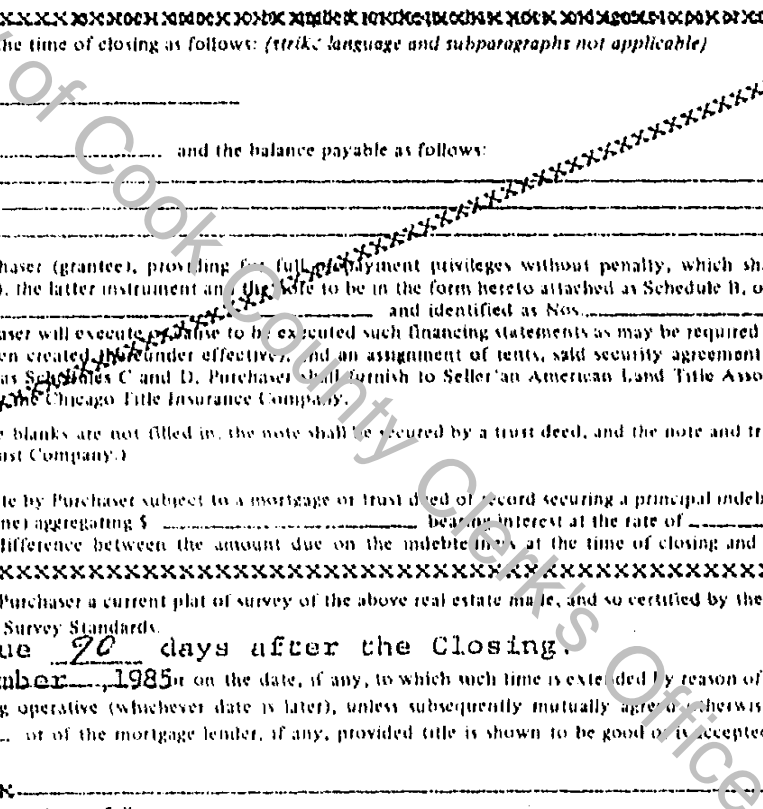 the time of closing as follows: (strike language and subparagraphs not applicable)
and the balance payable as follows:
haser (grantee), providing for full prepayment privileges without penalty, which sha
), the latter instrument and the note to be in the form hereto attached as Schedule B, o
and identified as Nos.
aser will execute or cause to be executed such financing statements as may be required
en created thereunder effective), and an assignment of rents, said security agreement
as Schedules C and D. Purchaser shall furnish to Seller an American Land Title Asso
the Chicago Title Insurance Company.
e blanks are not filled in, the note shall be secured by a trust deed, and the note and tr
ust Company.)
te by Purchaser subject to a mortgage or trust deed of record securing a principal indeb
ne) aggregating $ bearing interest at the rate of
difference between the amount due on the indebtedness at the time of closing and
XXXXXXXXXXXXXXXXXXXXXXXXXXXXXXXXXXXXXXXXXX
Purchaser a current plat of survey of the above real estate made, and so certified by the
Survey Standards.
ue 90 days after the Closing.
mber , 1985 or on the date, if any, to which such time is extended by reason of
g operative (whichever date is later), unless subsequently mutually agreed otherwis
or of the mortgage lender, if any, provided title is shown to be good or is accepted
of Cook County Clerk's Office